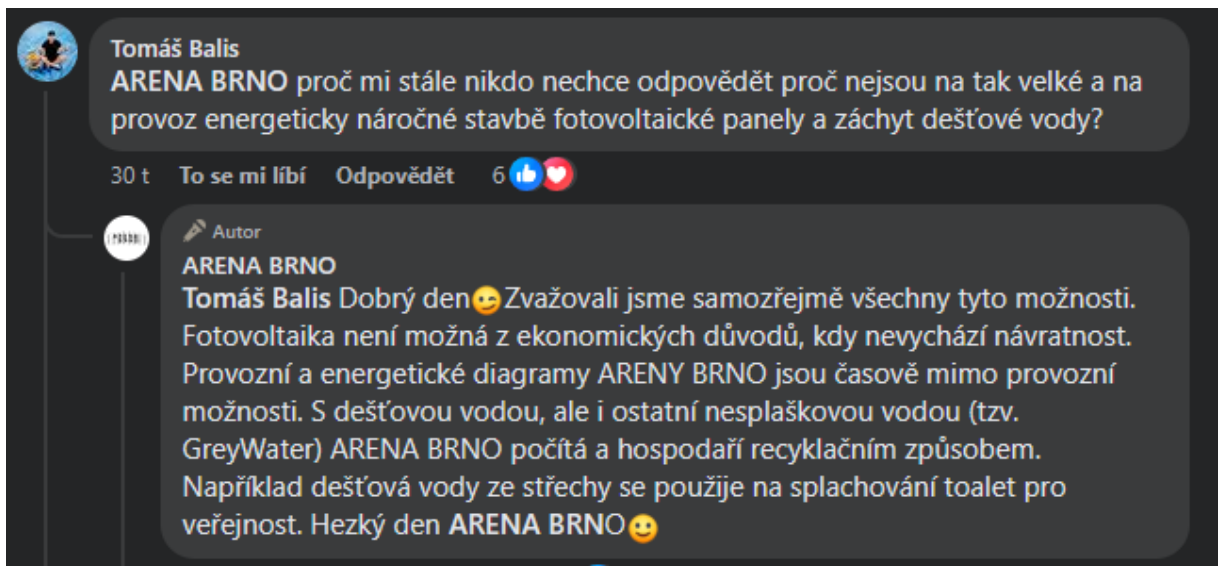 Tomáš Balis
ARENA BRNO proč mi stále nikdo nechce odpovědět proč nejsou na tak velké a na
provoz energeticky náročné stavbě fotovoltaické panely a záchyt dešťové vody?
30 t To se mi líbí Odpovědět 6
Autor
ARENA BRNO
Tomáš Balis Dobrý den😉Zvažovali jsme samozřejmě všechny tyto možnosti.
Fotovoltaika není možná z ekonomických důvodů, kdy nevychází návratnost.
Provozní a energetické diagramy ARENY BRNO jsou časově mimo provozní
možnosti. S dešťovou vodou, ale i ostatní nesplaškovou vodou (tzv.
GreyWater) ARENA BRNO počítá a hospodaří recyklačním způsobem.
Například dešťová vody ze střechy se použije na splachování toalet pro
veřejnost. Hezký den ARENA BRNO🙂